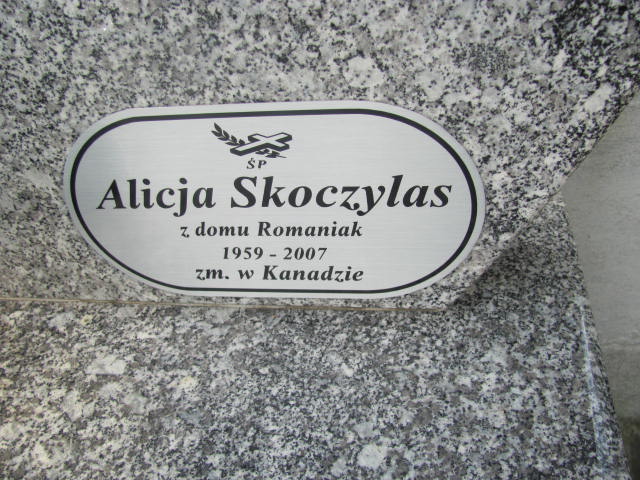 ŚP
Alicja Skoczylas
z domu Romaniak
1959 - 2007
zm. w Kanadzie